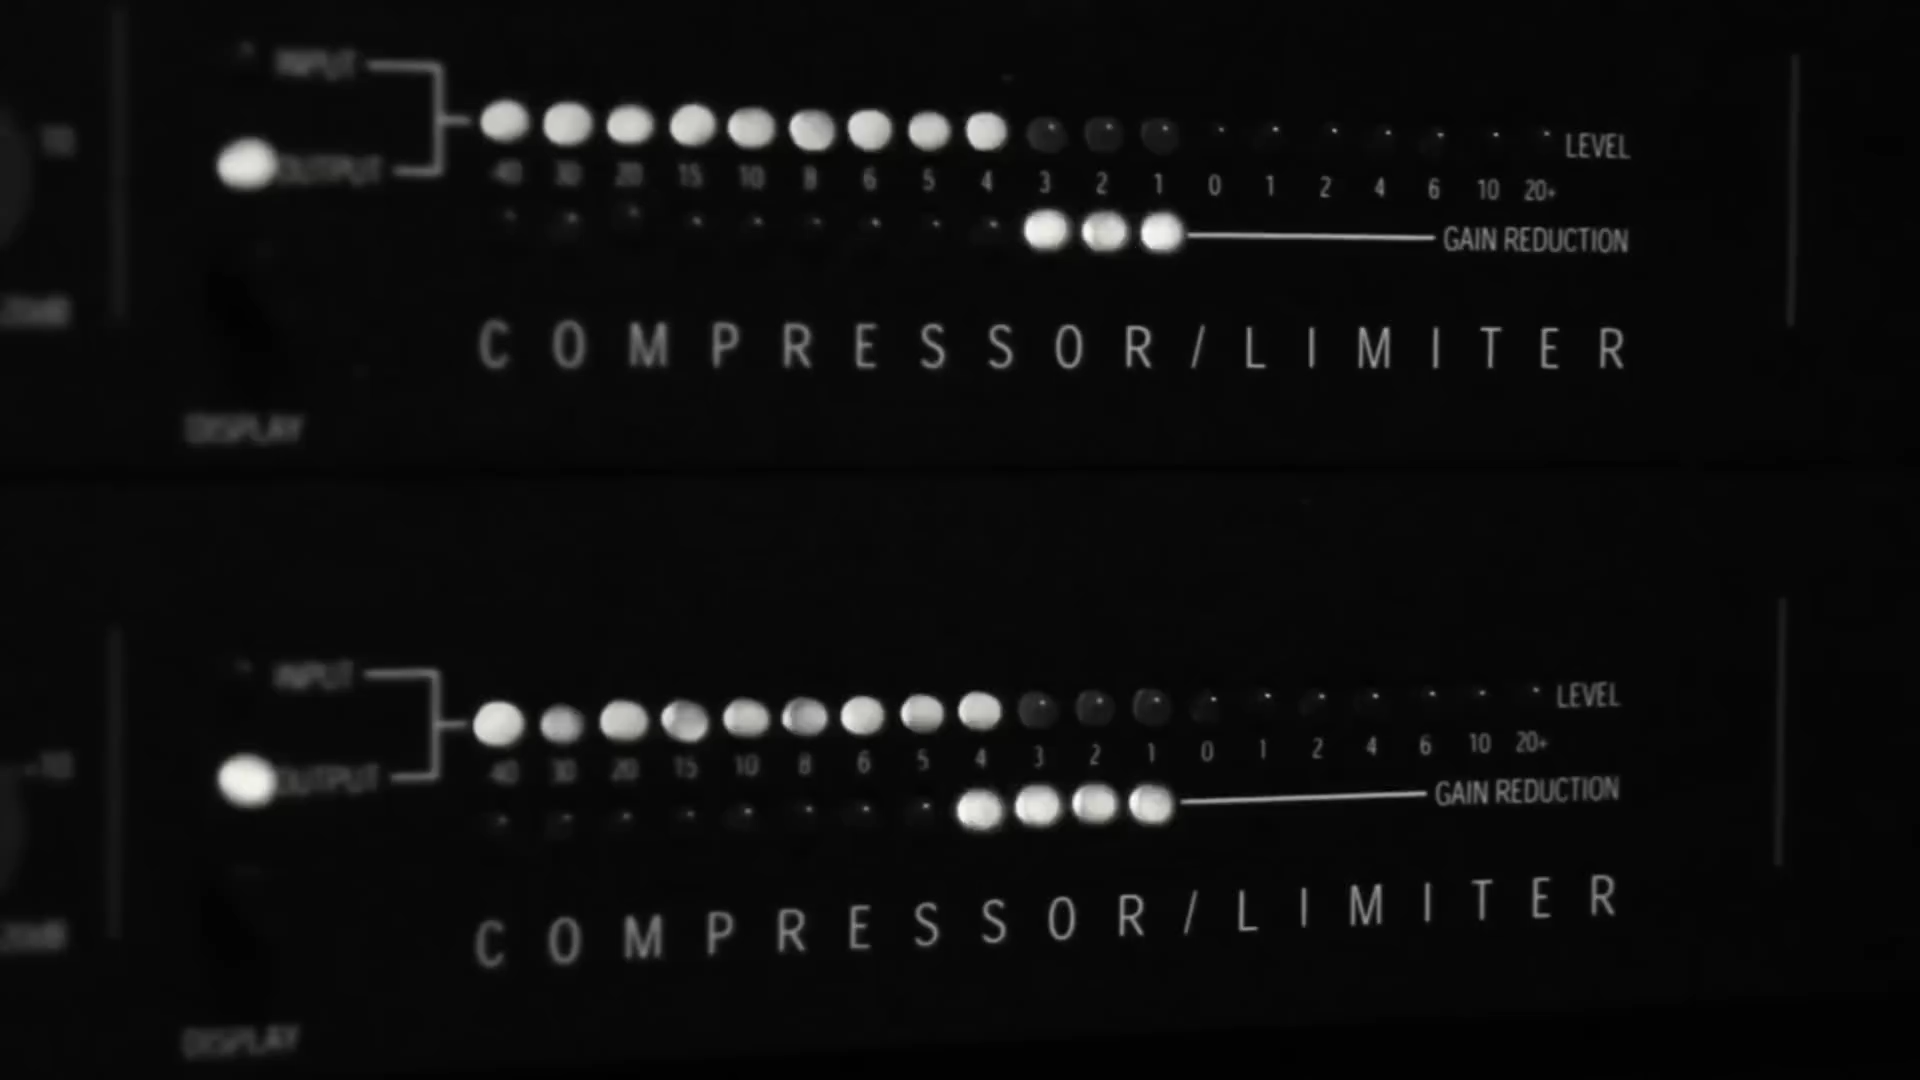 INPUT
10
OUTPUT
LEVEL
40 30 20 15 10 8 6 5 4 3 2 1 0 1 2 4 6 10 20+
GAIN REDUCTION
COMPRESSOR/LIMITER
DISPLAY
INPUT
LEVEL
40 30 20 15 10 8 6 5 4 3 2 1 0 1 2 4 6 10 20+
-10
OUTPUT
GAIN REDUCTION
COMPRESSOR/LIMITER
DISPLAY